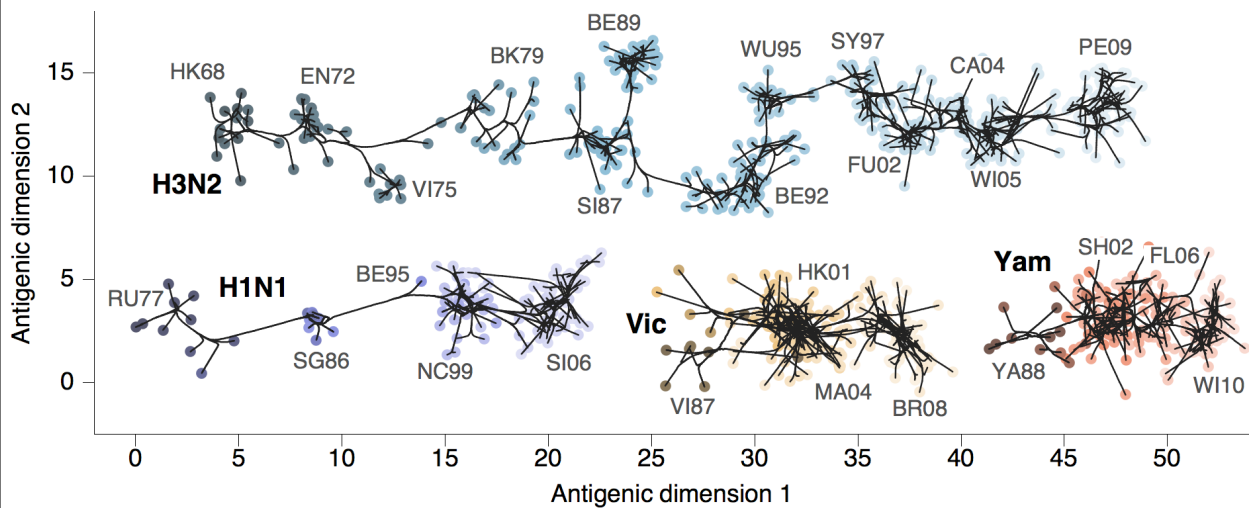 Antigenic dimension 2
15
10
5
0
HK68
EN72
BK79
BE89
WU95
SY97
CA04
PE09
H3N2
VI75
SI87
BE92
FU02
WI05
RU77
H1N1
BE95
SG86
NC99
SI06
Vic
HK01
VI87
MA04
BR08
Yam
SH02
FL06
YA88
WI10
0 5 10 15 20 25 30 35 40 45 50
Antigenic dimension 1